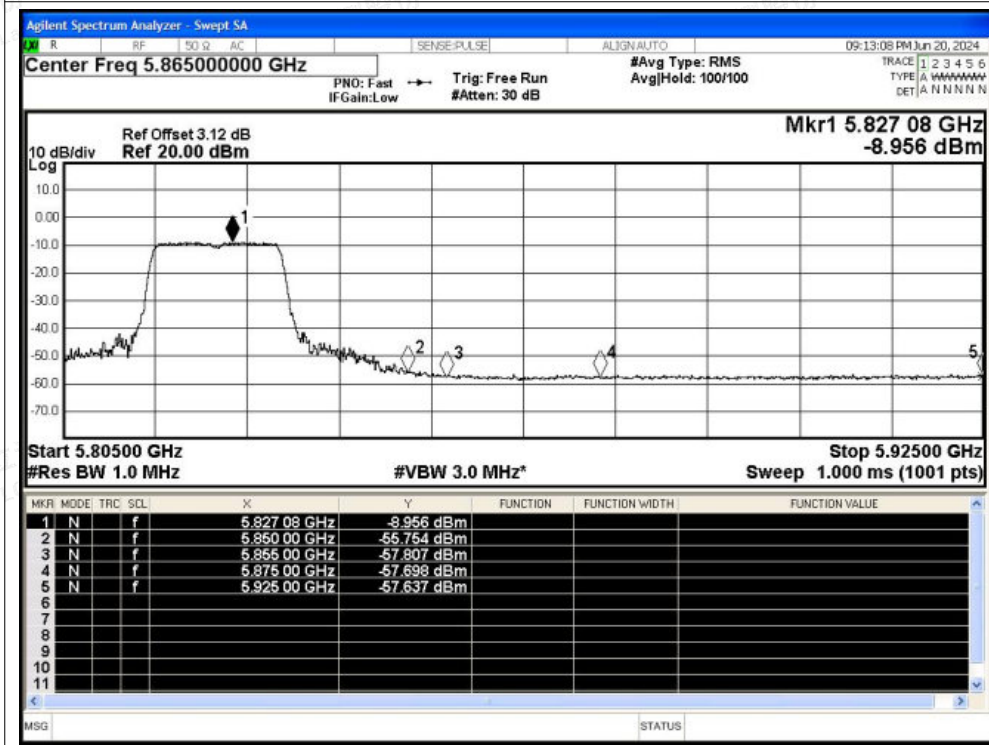 Agilent Spectrum Analyzer - Swept SA
LXI R RF 50 Ω AC SENSE:PULSE ALIGN AUTO 09:13:08 PM Jun 20, 2024
Center Freq 5.865000000 GHz
PNO: Fast
IFGain:Low
Trig: Free Run
#Atten: 30 dB
#Avg Type: RMS
Avg|Hold: 100/100
TRACE 1 2 3 4 5 6
TYPE A WWWWW
DET A N N N N N
Ref Offset 3.12 dB
10 dB/div Ref 20.00 dBm
Log
Mkr1 5.827 08 GHz
-8.956 dBm
10.0
0.00
-10.0
-20.0
-30.0
-40.0
-50.0
-60.0
-70.0
1
2
3
4
5
Start 5.80500 GHz
Stop 5.92500 GHz
#Res BW 1.0 MHz
#VBW 3.0 MHz*
Sweep 1.000 ms (1001 pts)
MKR MODE TRC SCL X Y FUNCTION FUNCTION WIDTH FUNCTION VALUE
1 N f 5.827 08 GHz -8.956 dBm
2 N f 5.850 00 GHz -55.754 dBm
3 N f 5.855 00 GHz -57.807 dBm
4 N f 5.875 00 GHz -57.698 dBm
5 N f 5.925 00 GHz -57.637 dBm
6
7
8
9
10
11
MSG STATUS